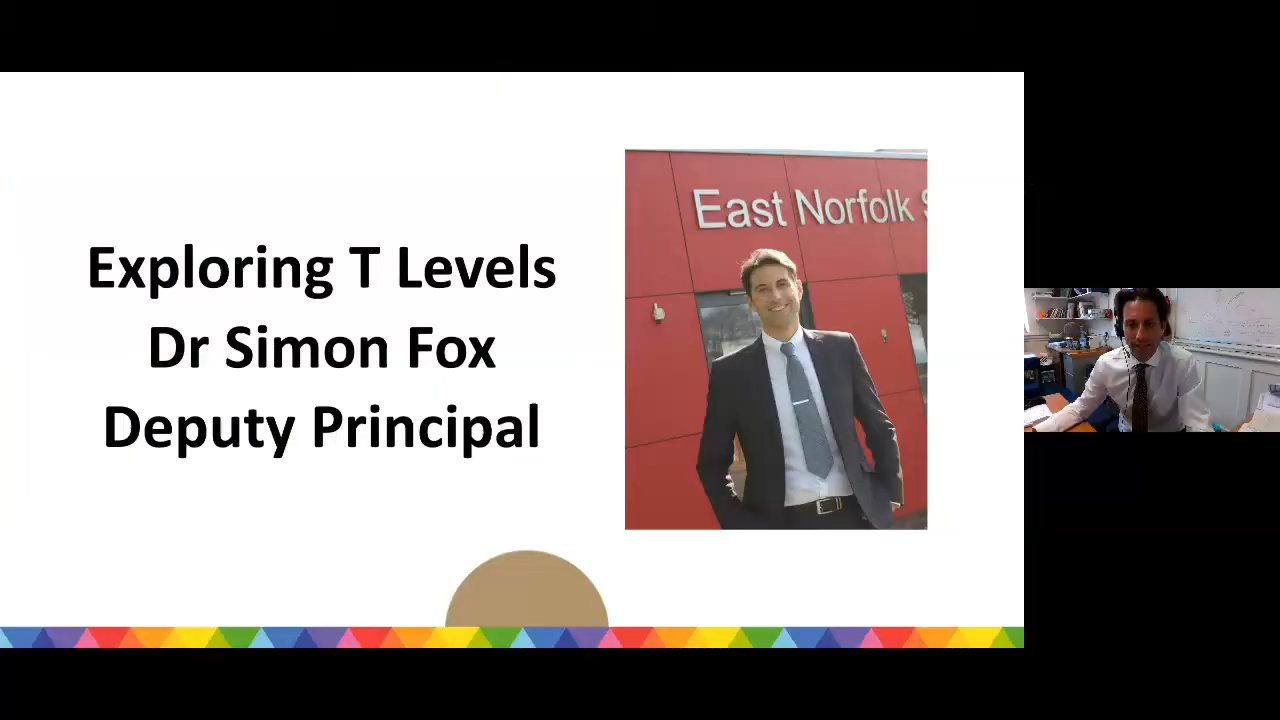 Exploring T Levels
Dr Simon Fox
Deputy Principal
East Norfolk